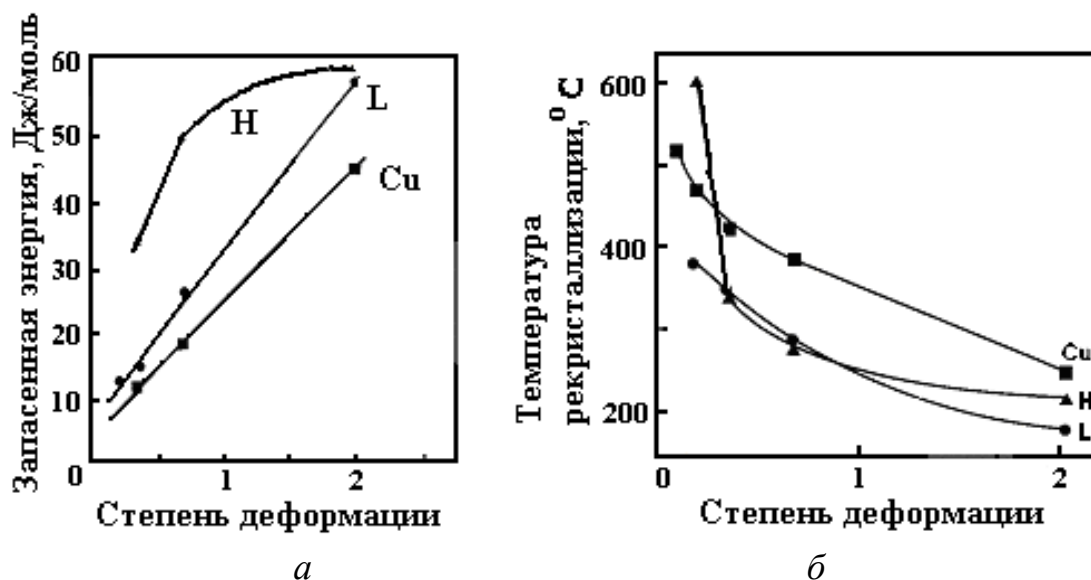 Запасенная энергия, Дж/моль
60
50
40
30
20
10
0
1
2
H
L
Cu
Степень деформации
а
Температура
рекристаллизации, °C
600
400
200
0
1
2
Cu
H
L
Степень деформации
б